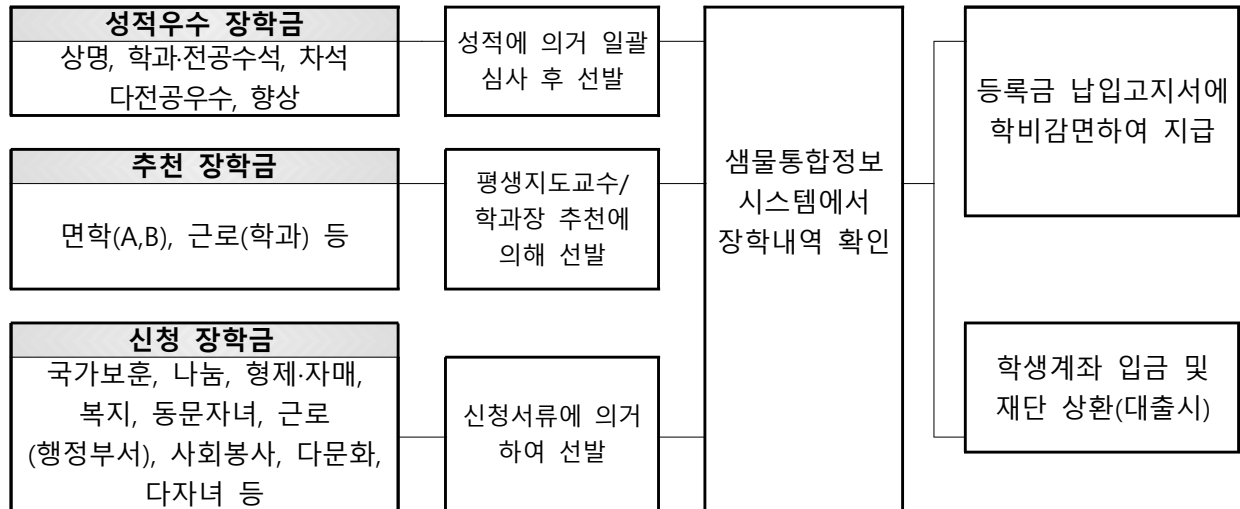 성적우수 장학금
상명, 학과·전공수석, 차석
다전공우수, 향상
성적에 의거 일괄
심사 후 선발
추천 장학금
면학(A,B), 근로(학과) 등
평생지도교수/
학과장 추천에
의해 선발
신청 장학금
국가보훈, 나눔, 형제·자매,
복지, 동문자녀, 근로
(행정부서), 사회봉사, 다문화,
다자녀 등
신청서류에 의거
하여 선발
샘물통합정보
시스템에서
장학내역 확인
등록금 납입고지서에
학비감면하여 지급
학생계좌 입금 및
재단 상환(대출시)